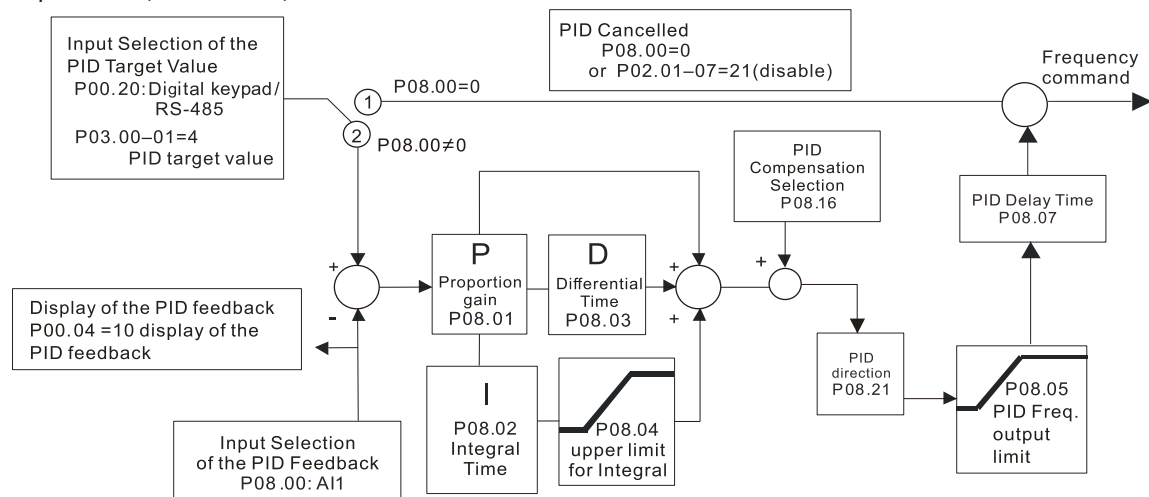 PID Cancelled
P08.00=0
or P02.01–07=21(disable)
Input Selection of the
PID Target Value
P00.20:Digital keypad/
RS-485
P03.00–01=4
PID target value
1
P08.00=0
2
P08.00≠0
Frequency
command
PID
Compensation
Selection
P08.16
PID Delay Time
P08.07
+
-
P
Proportion
gain
P08.01
D
Differential
Time
P08.03
+
+
+
Display of the PID feedback
P00.04 =10 display of the
PID feedback
I
P08.02
Integral
Time
P08.04
upper limit
for Integral
PID
direction
P08.21
P08.05
PID Freq.
output
limit
Input Selection
of the PID Feedback
P08.00: AI1